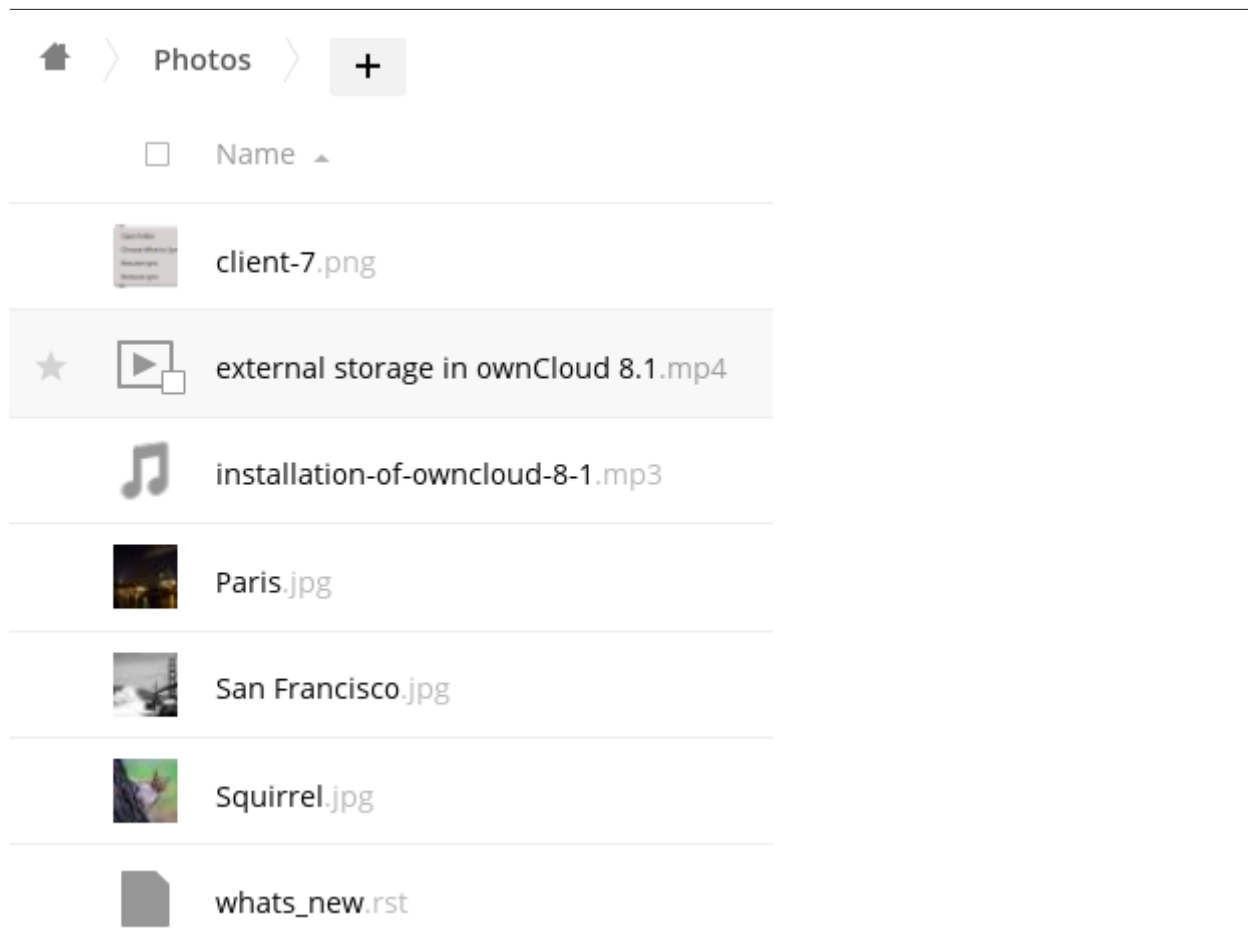 Photos
+
Name
client-7.png
external storage in ownCloud 8.1.mp4
installation-of-owncloud-8-1.mp3
Paris.jpg
San Francisco.jpg
Squirrel.jpg
whats_new.rst